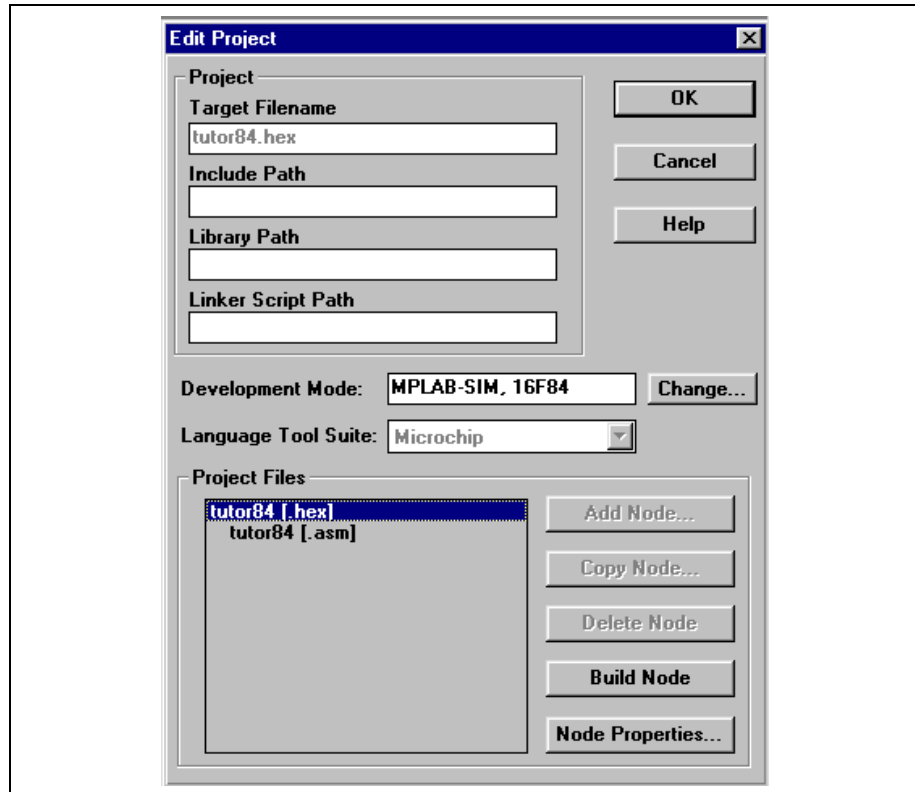 Edit Project
Project
Target Filename
tutor84.hex
Include Path
Library Path
Linker Script Path
OK
Cancel
Help
Development Mode: MPLAB-SIM, 16F84 Change...
Language Tool Suite: Microchip
Project Files
tutor84 [.hex]
tutor84 [.asm]
Add Node...
Copy Node...
Delete Node
Build Node
Node Properties...